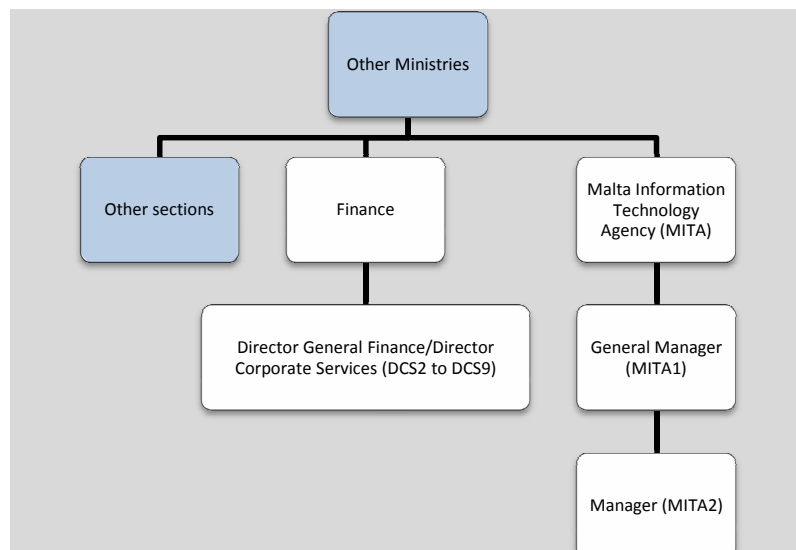 Other Ministries
Other sections
Finance
Malta Information
Technology
Agency (MITA)
Director General Finance/Director
Corporate Services (DCS2 to DCS9)
General Manager
(MITA1)
Manager (MITA2)